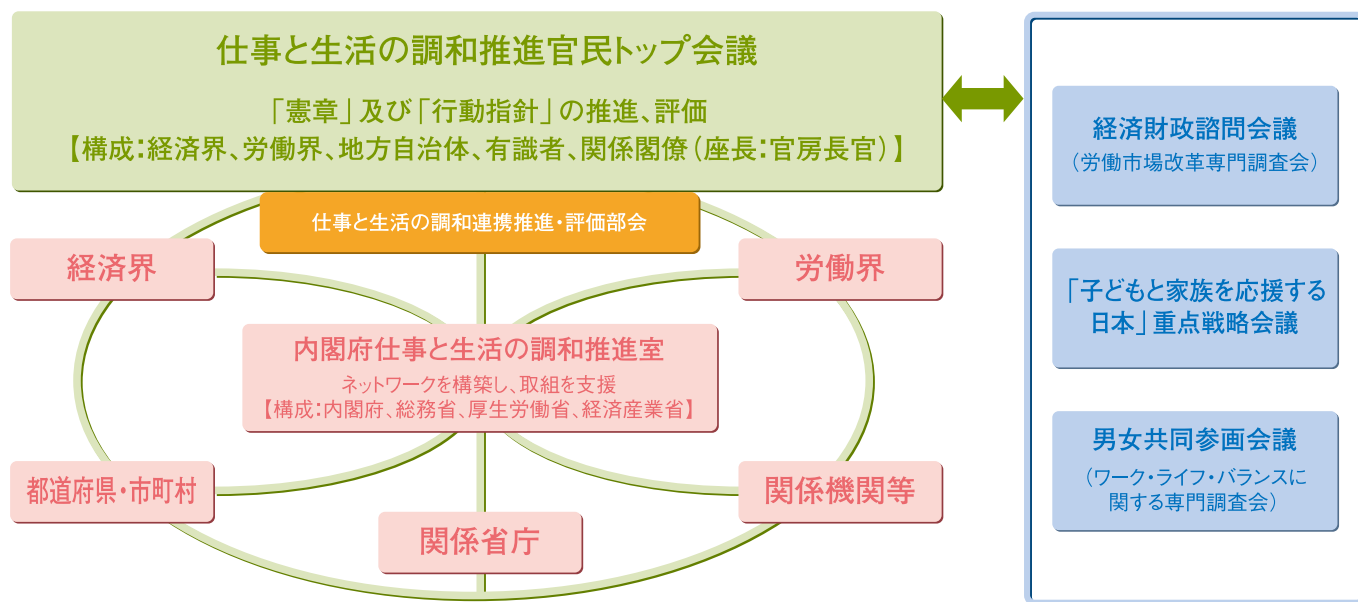 仕事と生活の調和推進官民トップ会議
「憲章」及び「行動指針」の推進、評価
【構成：経済界、労働界、地方自治体、有識者、関係閣僚（座長：官房長官）】
仕事と生活の調和連携推進・評価部会
経済界
労働界
内閣府仕事と生活の調和推進室
ネットワークを構築し、取組を支援
【構成：内閣府、総務省、厚生労働省、経済産業省】
都道府県・市町村
関係機関等
関係省庁
経済財政諮問会議
（労働市場改革専門調査会）
「子どもと家族を応援する
日本」重点戦略会議
男女共同参画会議
（ワーク・ライフ・バランスに
関する専門調査会）